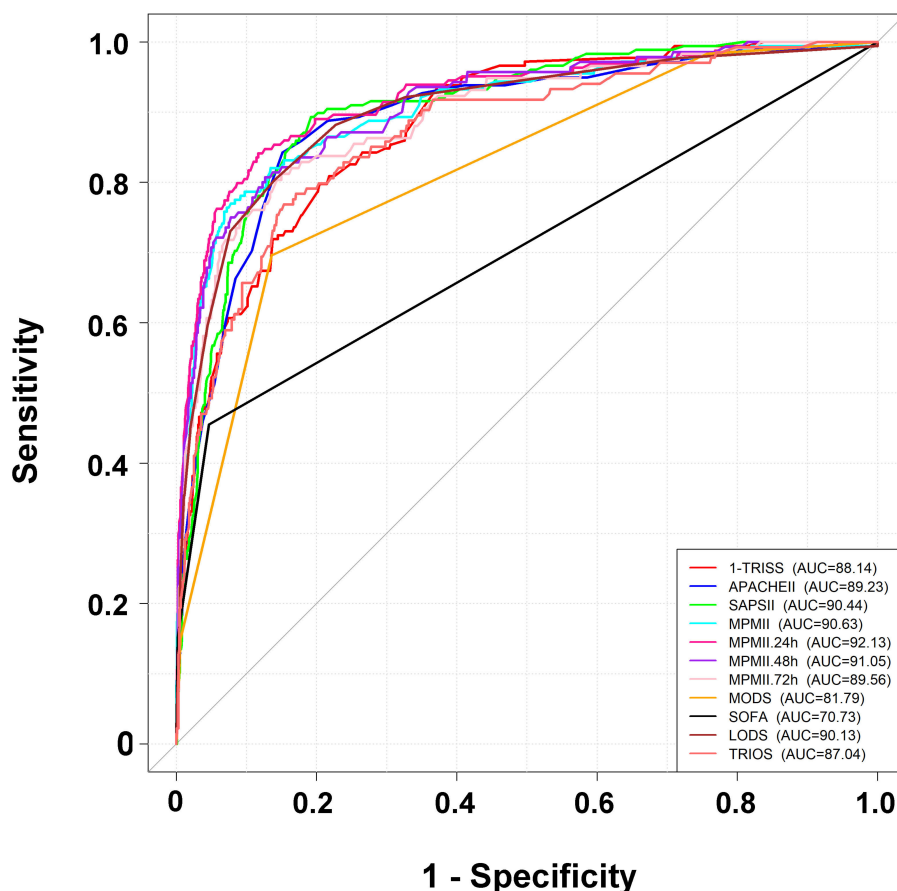 Sensitivity
1.0
0.8
0.6
0.4
0.2
0
1-TRISS (AUC=88.14)
APACHEII (AUC=89.23)
SAPSII (AUC=90.44)
MPMII (AUC=90.63)
MPMII.24h (AUC=92.13)
MPMII.48h (AUC=91.05)
MPMII.72h (AUC=89.56)
MODS (AUC=81.79)
SOFA (AUC=70.73)
LODS (AUC=90.13)
TRIOS (AUC=87.04)
0 0.2 0.4 0.6 0.8 1.0
1 - Specificity